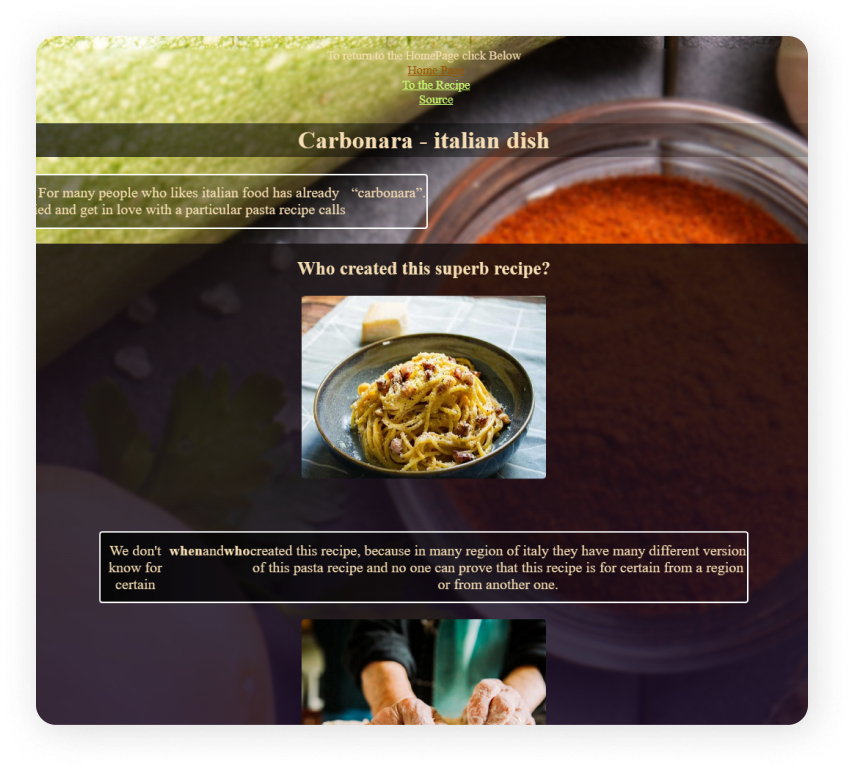 To return to the HomePage click Below
Home Page
To the Recipe
Source
Carbonara - italian dish
For many people who likes italian food has already “carbonara”.
ied and get in love with a particular pasta recipe calls
Who created this superb recipe?
We don't know for certain when and who created this recipe, because in many region of italy they have many different version
of this pasta recipe and no one can prove that this recipe is for certain from a region
or from another one.